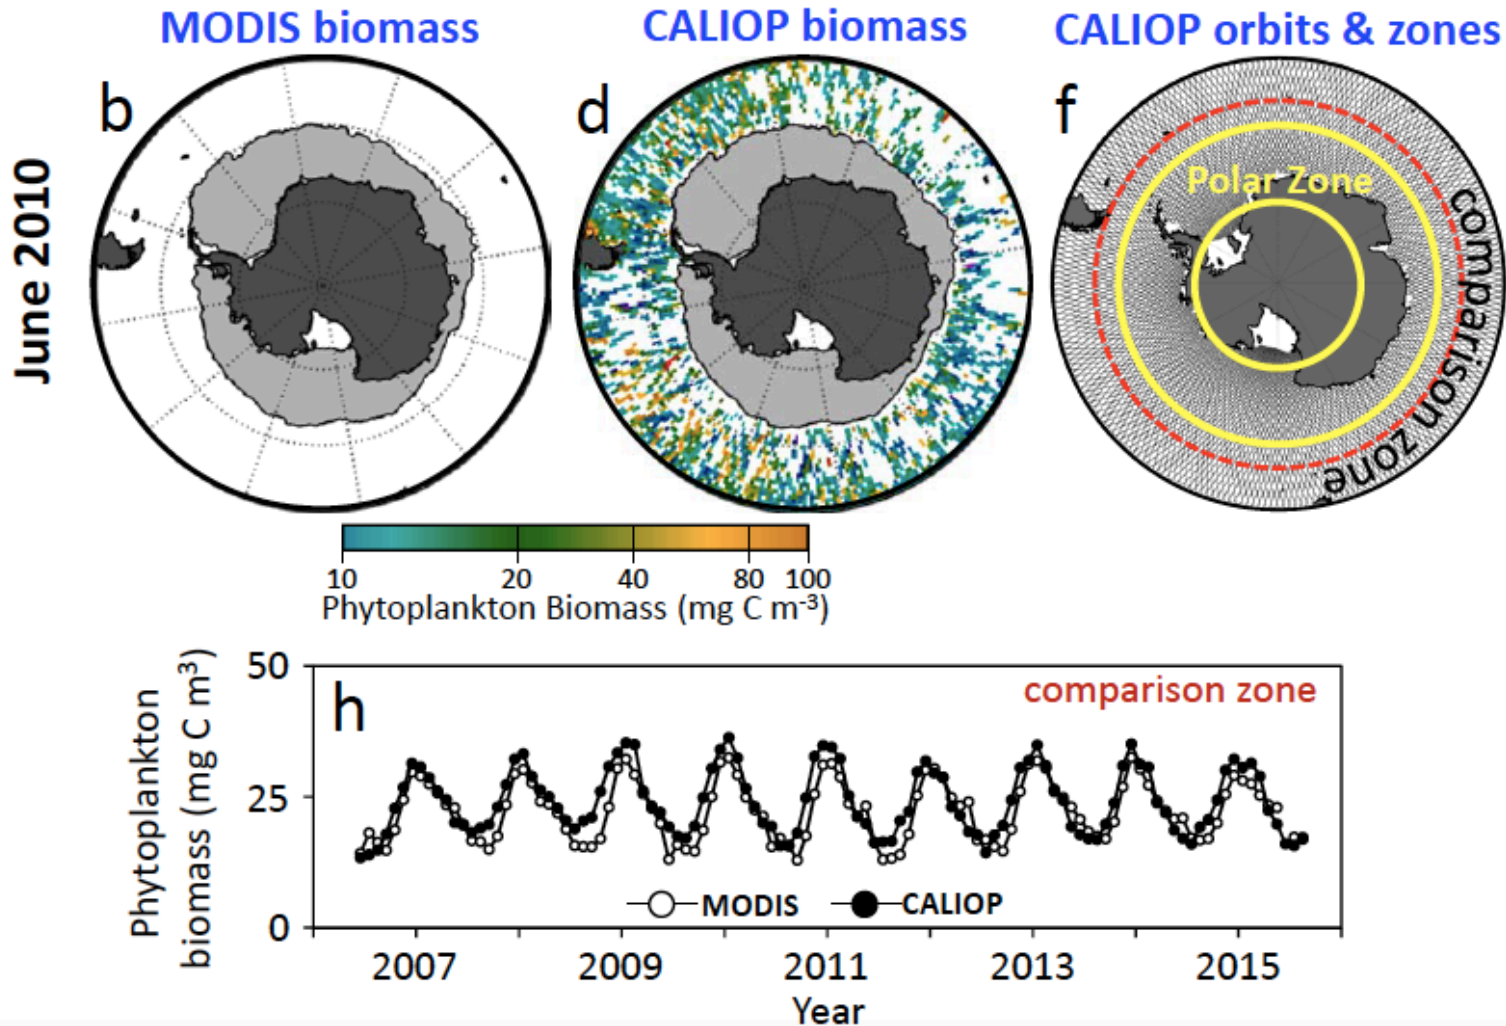 MODIS biomass
CALIOP biomass
CALIOP orbits & zones
June 2010
b
d
f
Polar Zone
comparison zone
10 20 40 80 100
Phytoplankton Biomass (mg C m⁻³)
Phytoplankton
biomass (mg C m³)
50
25
0
h
comparison zone
MODIS CALIOP
2007 2009 2011 2013 2015
Year